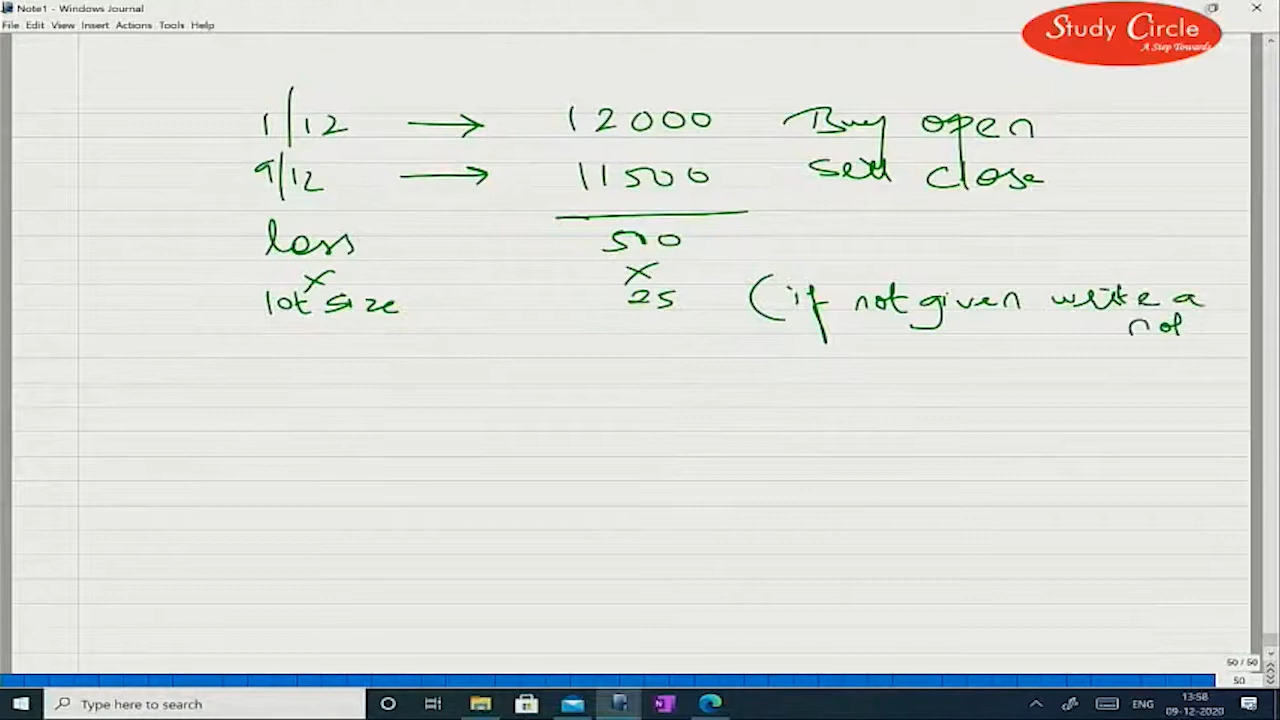 Note1 - Windows Journal
File Edit View Insert Actions Tools Help
Study Circle
A Step Towards
1/12 → 12000 Buy open
9/12 → 11500 Sell close
loss 500
× ×
lot size 25 (if not given write a
not
50 / 50
50
Type here to search
ENG
13:58
09-12-2020